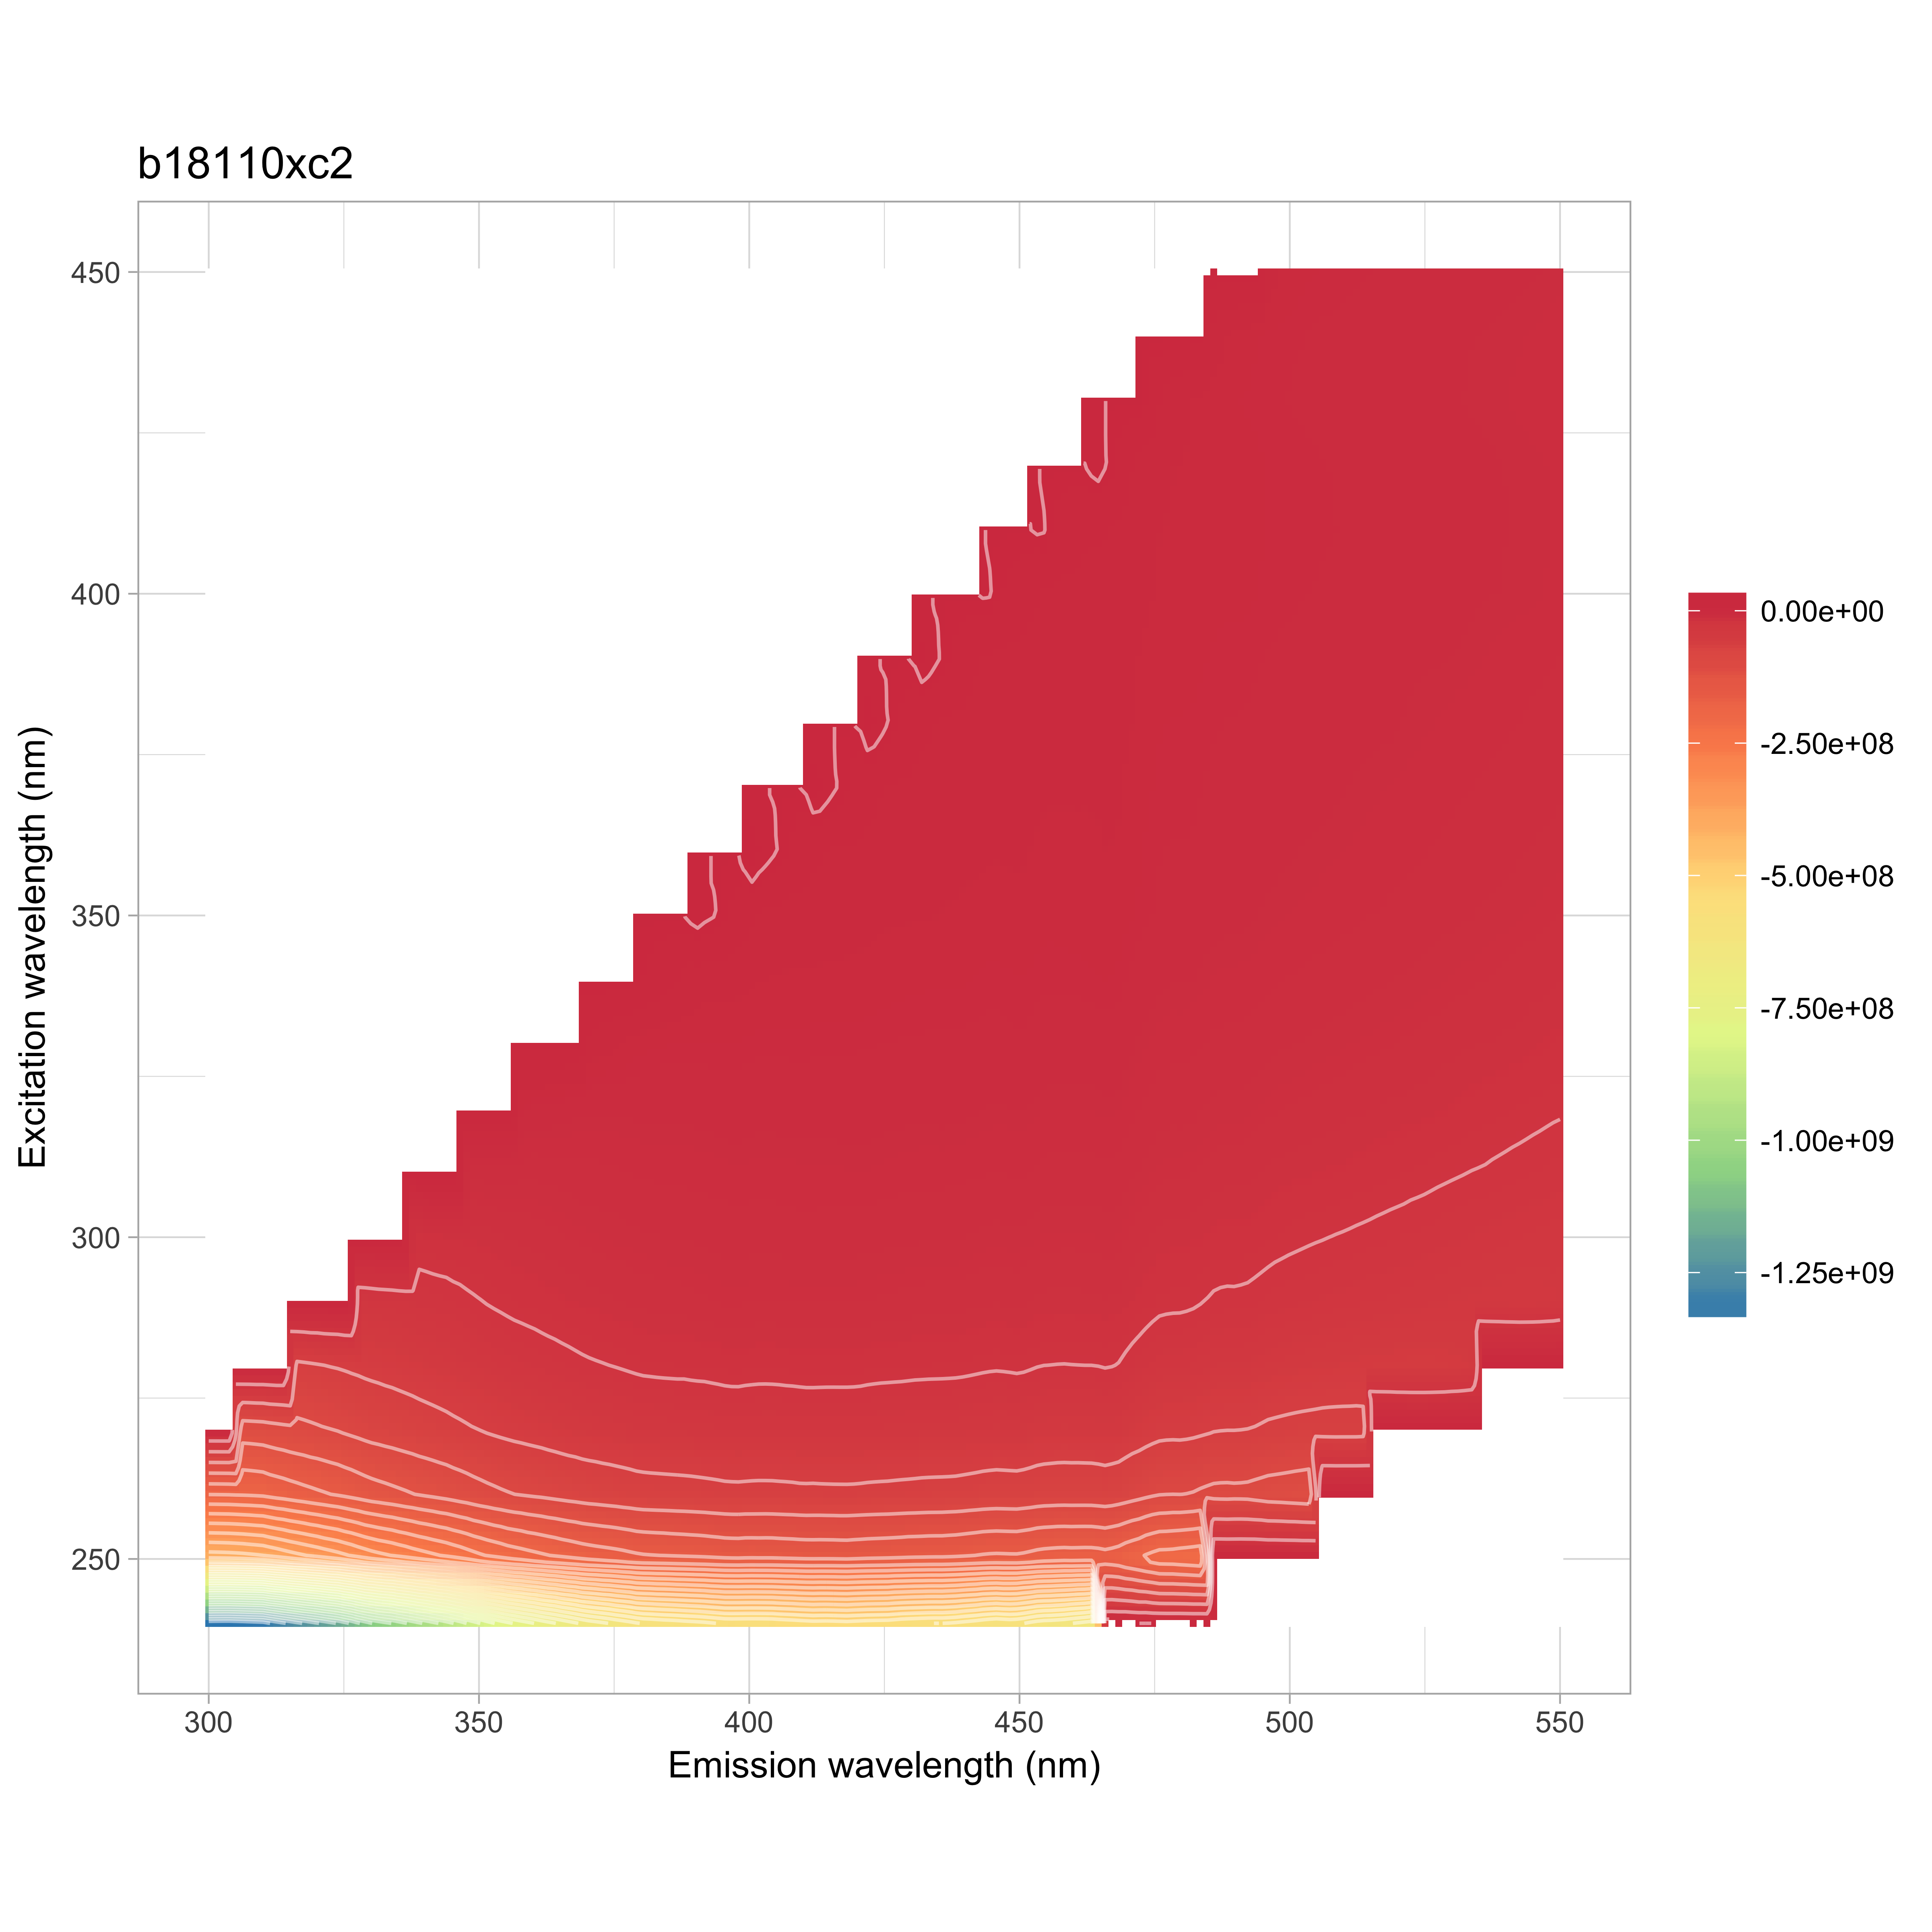 b18110xc2
Excitation wavelength (nm)
450
400
350
300
250
300 350 400 450 500 550
Emission wavelength (nm)
0.00e+00
-2.50e+08
-5.00e+08
-7.50e+08
-1.00e+09
-1.25e+09